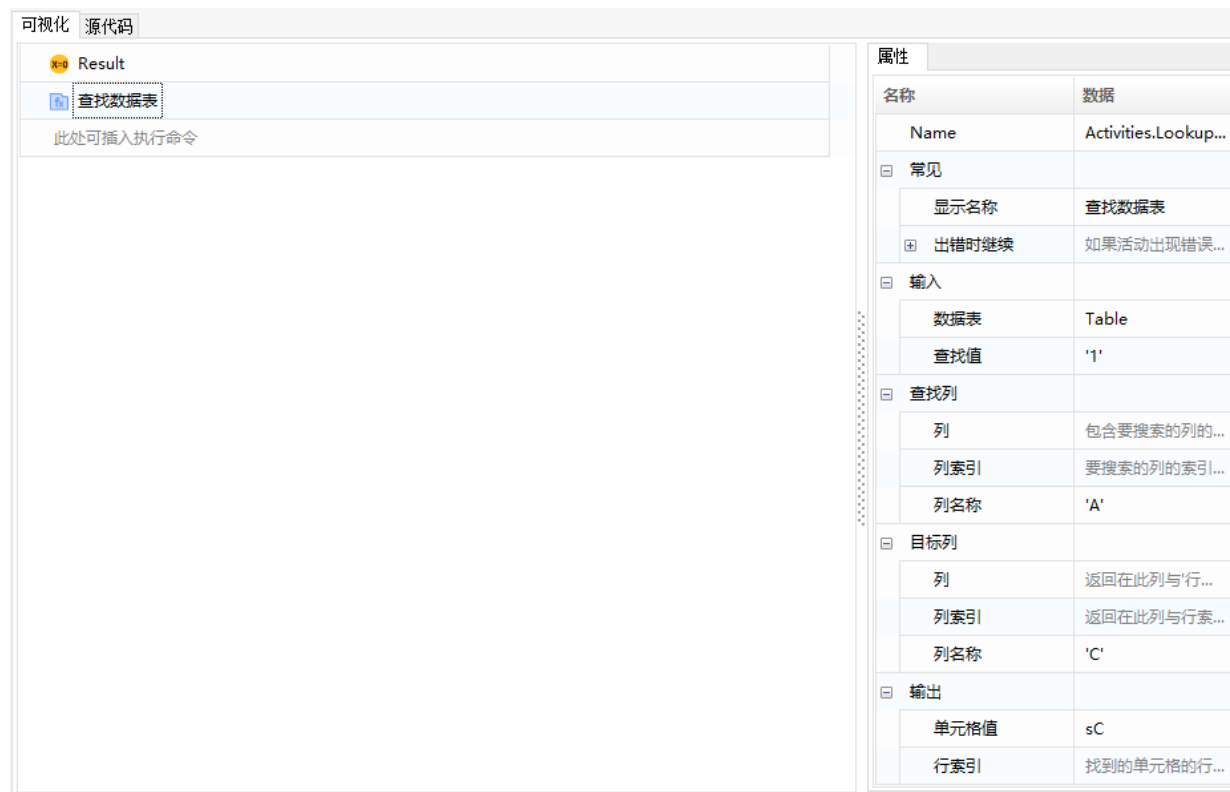 可视化 源代码
x=0 Result
fx 查找数据表
此处可插入执行命令
属性
名称 数据
Name Activities.Lookup...
常见
显示名称 查找数据表
出错时继续 如果活动出现错误...
输入
数据表 Table
查找值 '1'
查找列
列 包含要搜索的列的...
列索引 要搜索的列的索引...
列名称 'A'
目标列
列 返回在此列与'行...
列索引 返回在此列与行索...
列名称 'C'
输出
单元格值 sC
行索引 找到的单元格的行...